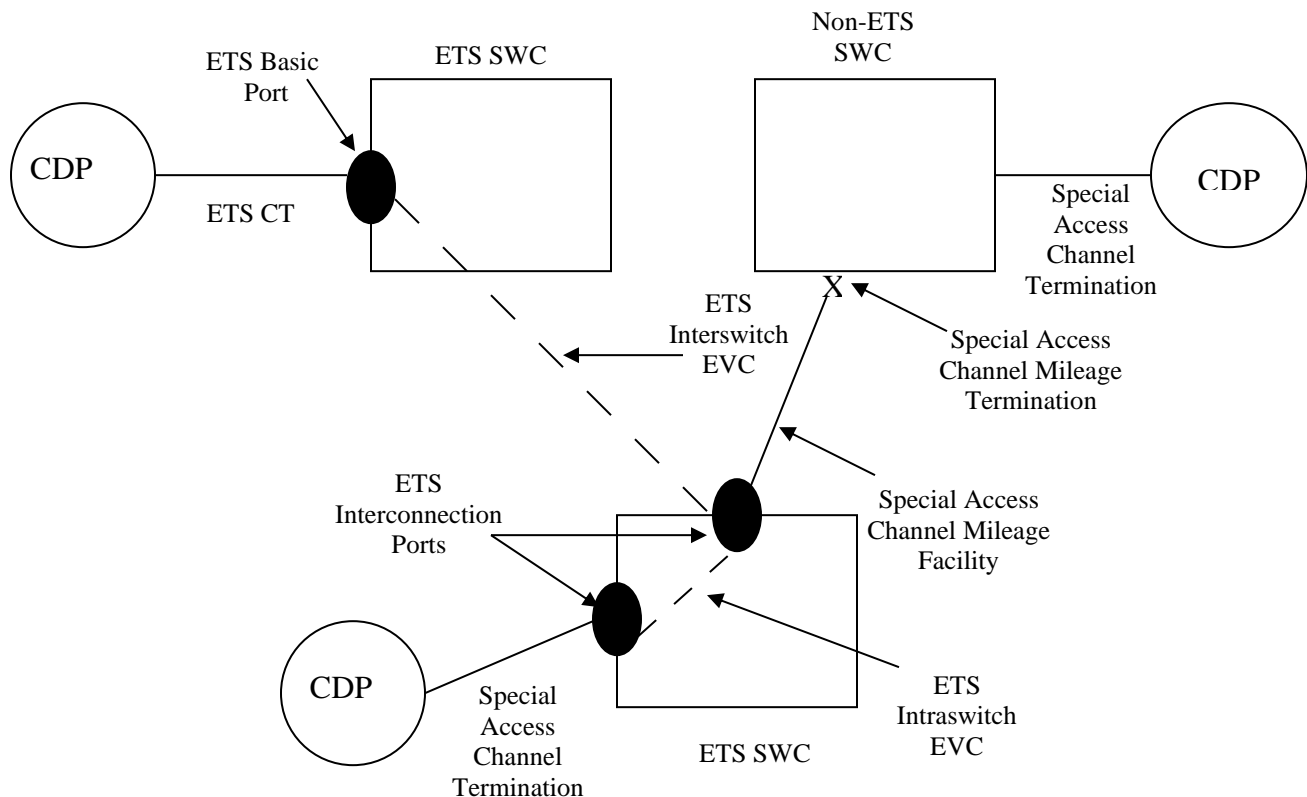 Non-ETS
SWC
ETS SWC
ETS Basic
Port
CDP
ETS CT
CDP
Special
Access
Channel
Termination
X
ETS
Interswitch
EVC
Special Access
Channel Mileage
Termination
ETS
Interconnection
Ports
Special Access
Channel Mileage
Facility
CDP
Special
Access
Channel
Termination
ETS
Intraswitch
EVC
ETS SWC